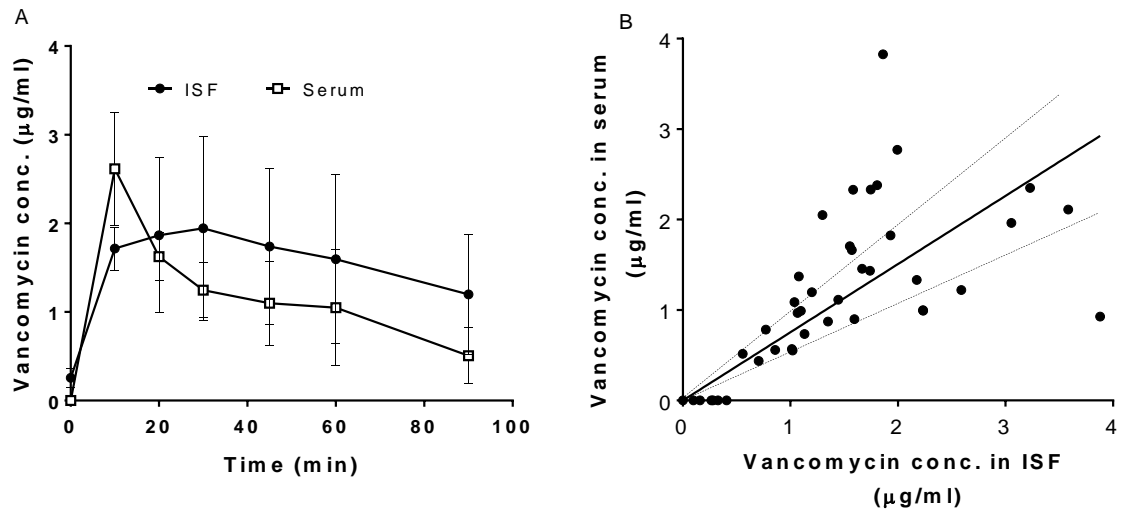 A
Vancomycin conc. (μg/ml)
4
3
2
1
0
ISF
Serum
0 20 40 60 80 100
Time (min)
B
Vancomycin conc. in serum
(μg/ml)
4
3
2
1
0
0 1 2 3 4
Vancomycin conc. in ISF
(μg/ml)